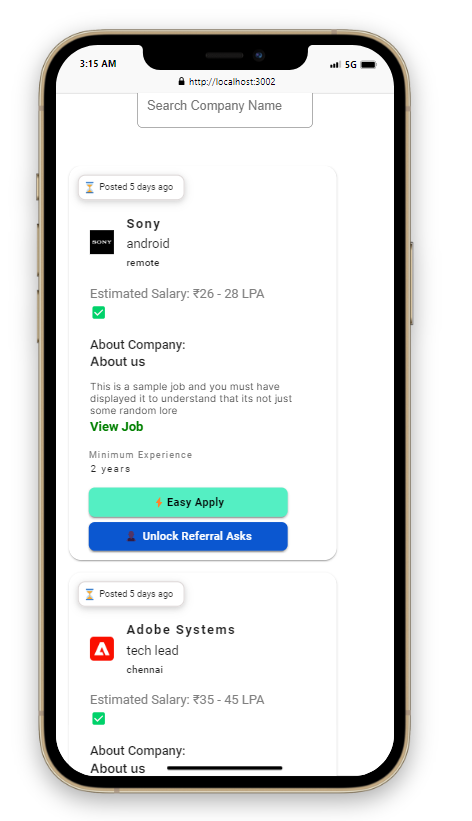 3:15 AM
5G
http://localhost:3002
Search Company Name
Posted 5 days ago
Sony
SONY
android
remote
Estimated Salary: ₹26 - 28 LPA
About Company:
About us
This is a sample job and you must have
displayed it to understand that its not just
some random lore
View Job
Minimum Experience
2 years
Easy Apply
Unlock Referral Asks
Posted 5 days ago
Adobe Systems
tech lead
chennai
Estimated Salary: ₹35 - 45 LPA
About Company:
About us